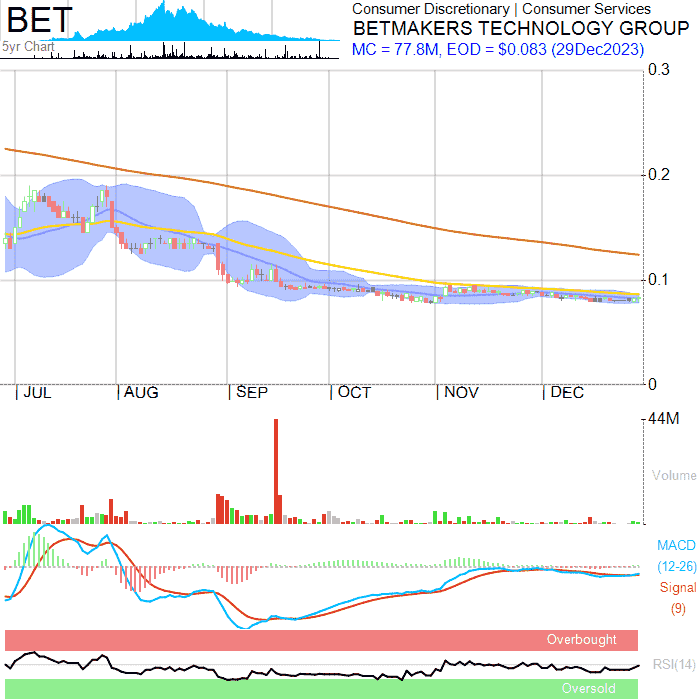 BET
5yr Chart
Consumer Discretionary | Consumer Services
BETMAKERS TECHNOLOGY GROUP
MC = 77.8M, EOD = $0.083 (29Dec2023)
0.3
0.2
0.1
0
JUL
AUG
SEP
OCT
NOV
DEC
44M
Volume
MACD
(12-26)
Signal
(9)
Overbought
RSI(14)
Oversold